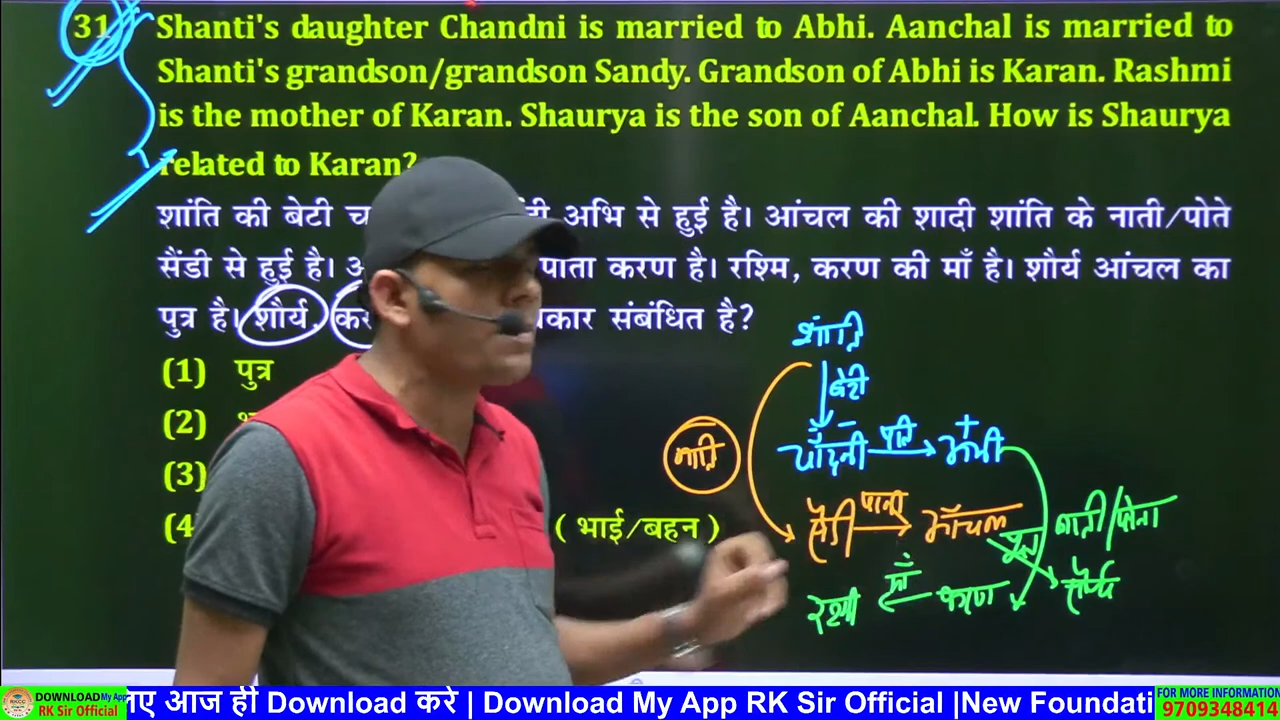 31
Shanti's daughter Chandni is married to Abhi. Aanchal is married to
Shanti's grandson/grandson Sandy. Grandson of Abhi is Karan. Rashmi
is the mother of Karan. Shaurya is the son of Aanchal. How is Shaurya
related to Karan?
शांति की बेटी अभि से हुई है। आंचल की शादी शांति के नाती/पोते
सैंडी से हुई है। करण है। रश्मि, करण की माँ है। शौर्य आंचल का
पुत्र है। शौर्य, संबंधित है?
(1) पुत्र
(2)
(3)
(4 ( भाई/बहन )
शांति
बेटी
चाँदनी पति अभी
नाति
सैंडी आँचल
नाती/पोता
रश्मी माँ करण शौर्य
DOWNLOAD My App
RK Sir Official
लिए आज ही Download करे | Download My App RK Sir Official |New Foundati
FOR MORE INFORMATION
9709348414